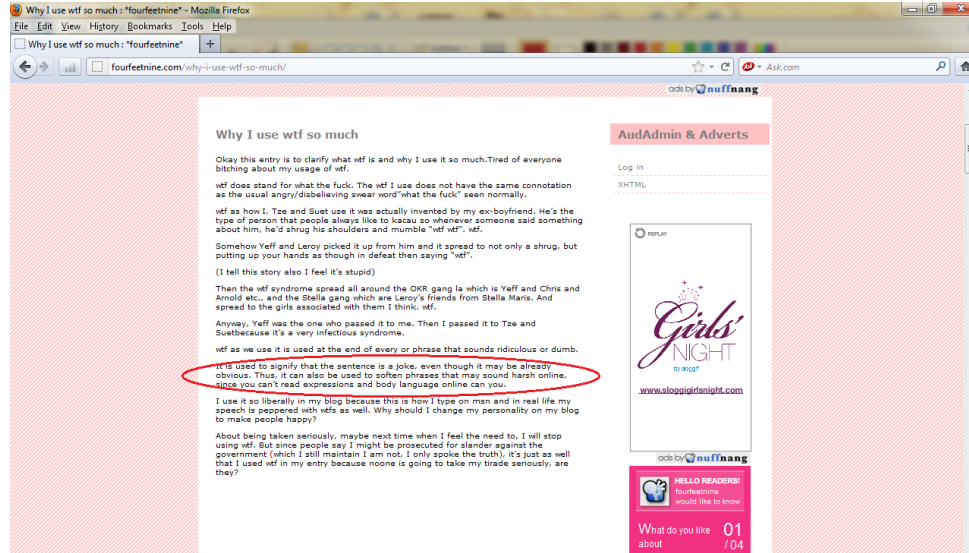 Why I use wtf so much : *fourfeetnine* - Mozilla Firefox
File Edit View History Bookmarks Tools Help
Why I use wtf so much : *fourfeetnine*
fourfeetnine.com/why-i-use-wtf-so-much/
Ask.com
ads by nuffnang
Why I use wtf so much
Okay this entry is to clarify what wtf is and why I use it so much.Tired of everyone
bitching about my usage of wtf.
wtf does stand for what the fuck. The wtf I use does not have the same connotation
as the usual angry/disbelieving swear word"what the fuck" seen normally.
wtf as how I, Tze and Suet use it was actually invented by my ex-boyfriend. He's the
type of person that people always like to kacau so whenever someone said something
about him, he'd shrug his shoulders and mumble "wtf wtf". wtf.
Somehow Yeff and Leroy picked it up from him and it spread to not only a shrug, but
putting up your hands as though in defeat then saying "wtf".
(I tell this story also I feel it's stupid)
Then the wtf syndrome spread all around the OKR gang la which is Yeff and Chris and
Arnold etc., and the Stella gang which are Leroy's friends from Stella Maris. And
spread to the girls associated with them I think. wtf.
Anyway, Yeff was the one who passed it to me. Then I passed it to Tze and
Suetbecause it's a very infectious syndrome.
wtf as we use it is used at the end of every or phrase that sounds ridiculous or dumb.
It is used to signify that the sentence is a joke, even though it may be already
obvious. Thus, it can also be used to soften phrases that may sound harsh online,
since you can't read expressions and body language online can you.
I use it so liberally in my blog because this is how I type on msn and in real life my
speech is peppered with wtfs as well. Why should I change my personality on my blog
to make people happy?
About being taken seriously, maybe next time when I feel the need to, I will stop
using wtf. But since people say I might be prosecuted for slander against the
government (which I still maintain I am not, I only spoke the truth), it's just as well
that I used wtf in my entry because noone is going to take my tirade seriously, are
they?
AudAdmin & Adverts
Log in
XHTML
REPLAY
Girls'
NIGHT
by sloggi
www.sloggigirlsnight.com
ads by nuffnang
HELLO READERS!
fourfeetnine
would like to know
What do you like
about
01
/ 04